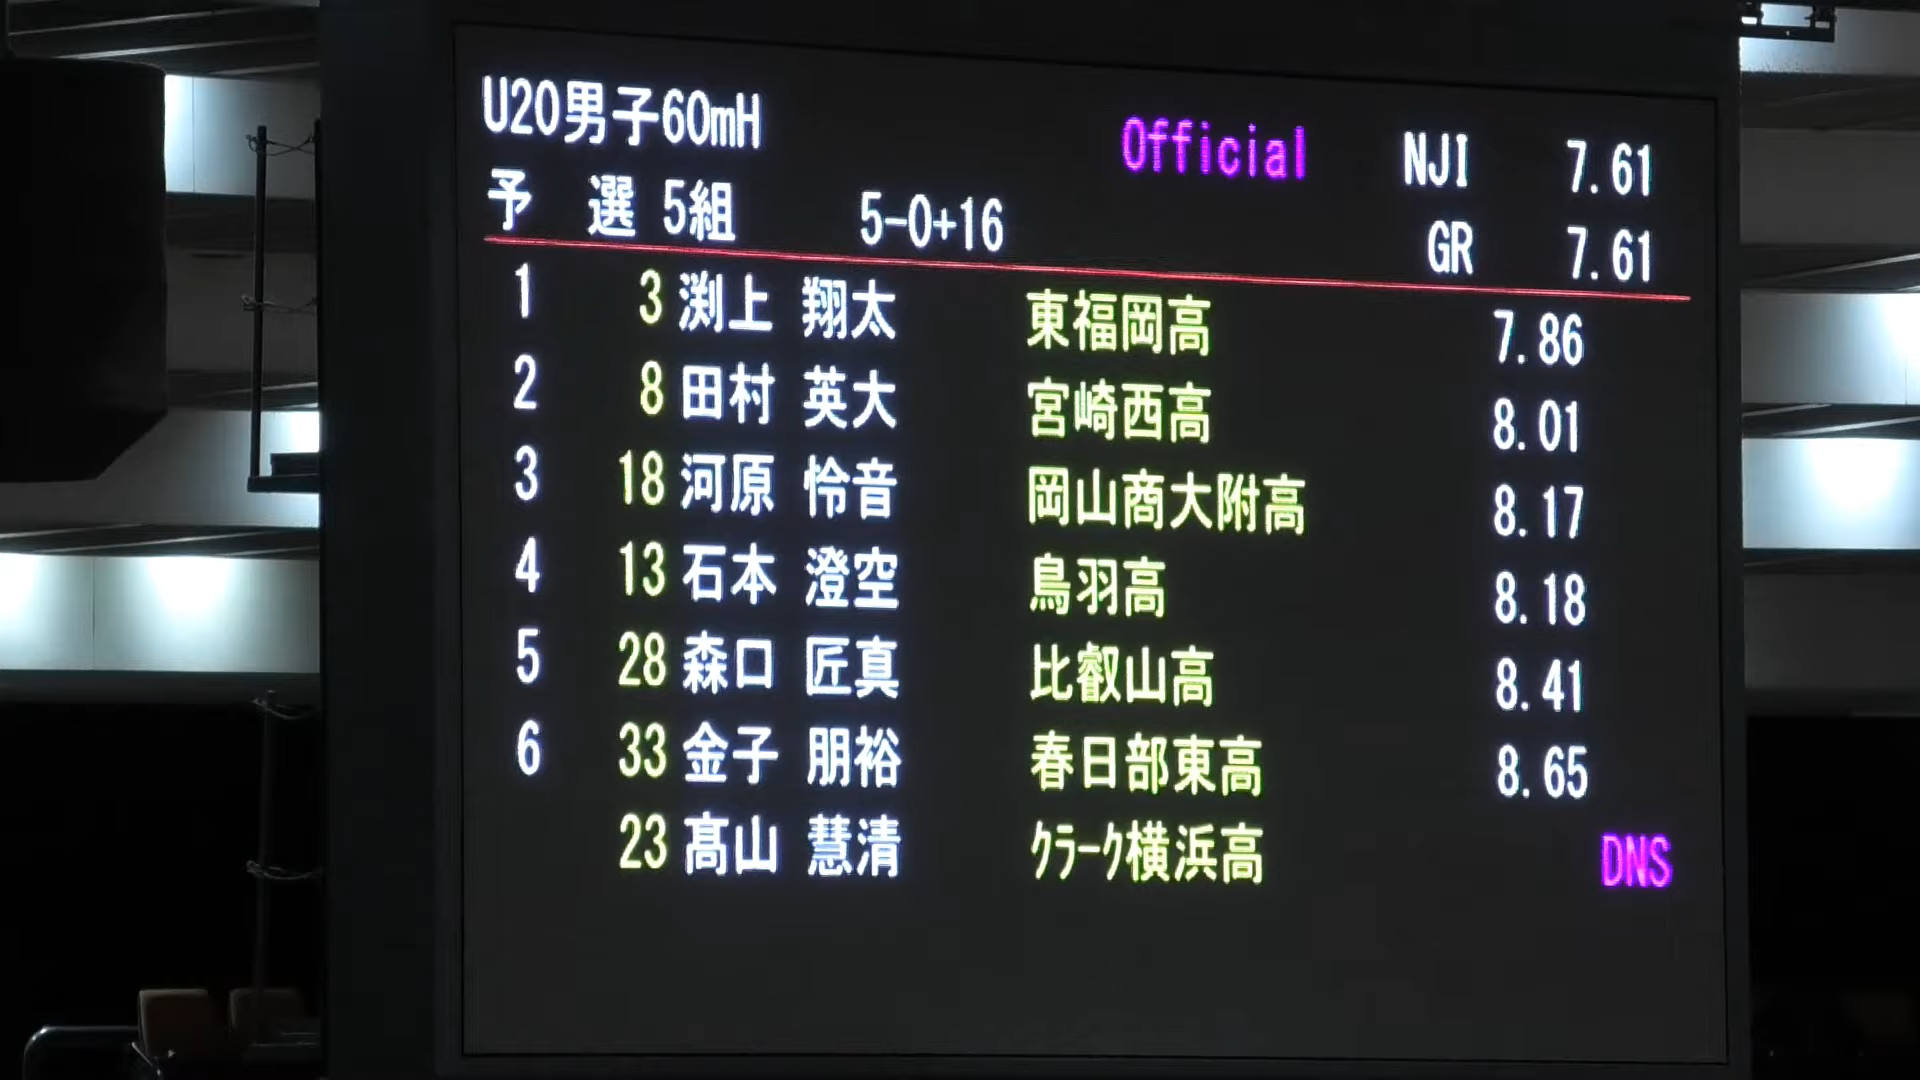 U20男子60mH Official NJI 7.61
予 選 5組 5-0+16 GR 7.61
1 3 渕上 翔太 東福岡高 7.86
2 8 田村 英大 宮崎西高 8.01
3 18 河原 怜音 岡山商大附高 8.17
4 13 石本 澄空 鳥羽高 8.18
5 28 森口 匠真 比叡山高 8.41
6 33 金子 朋裕 春日部東高 8.65
23 髙山 慧清 ｸﾗｰｸ横浜高 DNS